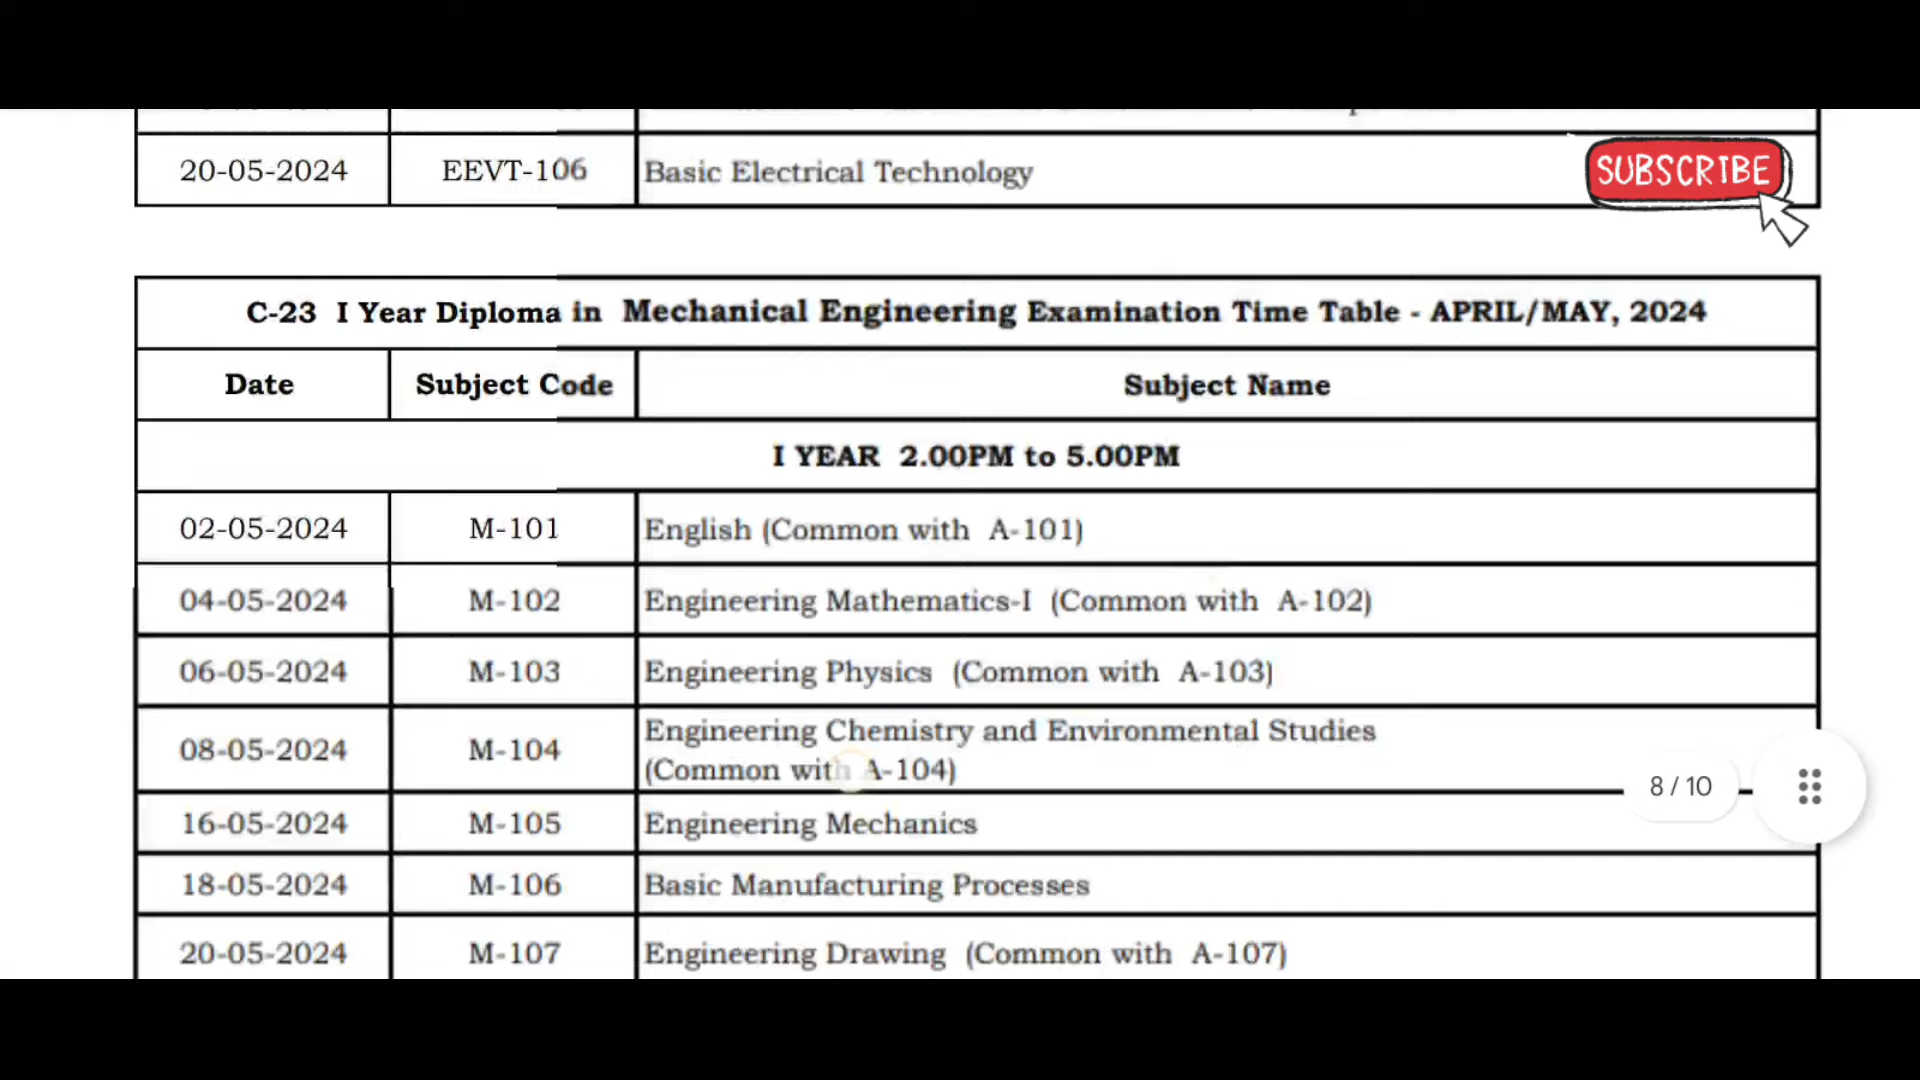 20-05-2024 EEVT-106 Basic Electrical Technology
SUBSCRIBE
C-23 I Year Diploma in Mechanical Engineering Examination Time Table - APRIL/MAY, 2024
Date Subject Code Subject Name
I YEAR 2.00PM to 5.00PM
02-05-2024 M-101 English (Common with A-101)
04-05-2024 M-102 Engineering Mathematics-I (Common with A-102)
06-05-2024 M-103 Engineering Physics (Common with A-103)
08-05-2024 M-104 Engineering Chemistry and Environmental Studies
(Common with A-104)
8 / 10
16-05-2024 M-105 Engineering Mechanics
18-05-2024 M-106 Basic Manufacturing Processes
20-05-2024 M-107 Engineering Drawing (Common with A-107)